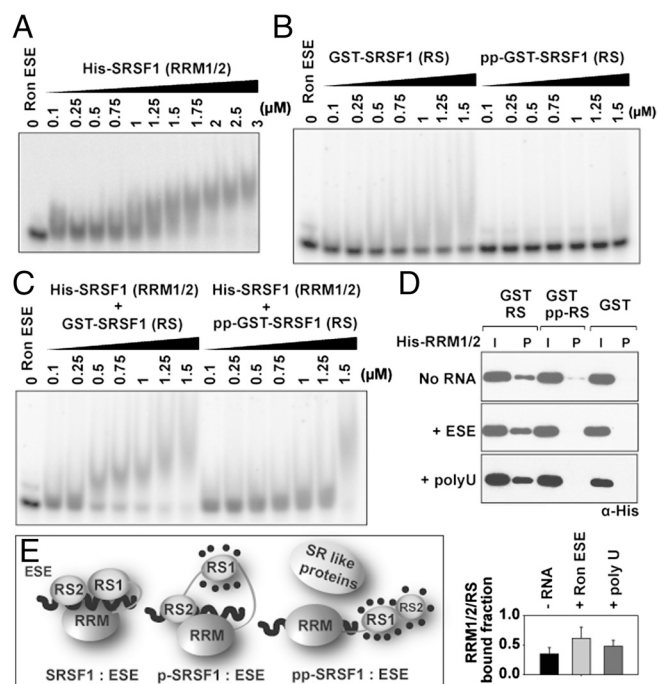 A
Ron ESE
His-SRSF1 (RRM1/2)
0 0.1 0.25 0.5 0.75 1 1.25 1.5 1.75 2 2.5 3 (μM)
B
Ron ESE
GST-SRSF1 (RS) pp-GST-SRSF1 (RS)
0 0.1 0.25 0.5 0.75 1 1.25 1.5 0.1 0.25 0.5 0.75 1 1.25 1.5 (μM)
C
Ron ESE
His-SRSF1 (RRM1/2) His-SRSF1 (RRM1/2)
+ +
GST-SRSF1 (RS) pp-GST-SRSF1 (RS)
0 0.1 0.25 0.5 0.75 1 1.25 1.5 0.1 0.25 0.5 0.75 1 1.25 1.5 (μM)
D
GST GST GST
RS pp-RS
His-RRM1/2 I P I P I P
No RNA
+ ESE
+ polyU
α-His
E
ESE
RS2 RS1
RRM
SRSF1 : ESE
RS1
RS2
RRM
p-SRSF1 : ESE
SR like
proteins
RRM RS1 RS2
pp-SRSF1 : ESE
- RNA
+ Ron ESE
+ poly U
RRM1/2/RS
bound fraction
1.0
0.5
0.0